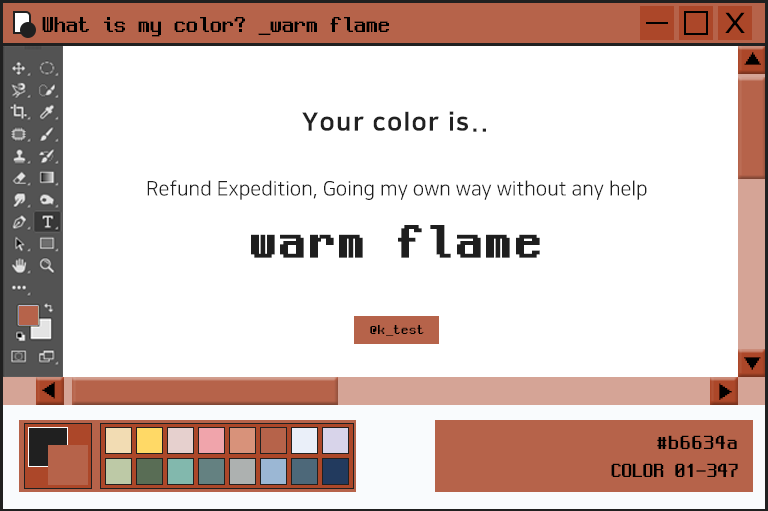 What is my color? _warm flame
Your color is..
Refund Expedition, Going my own way without any help
warm flame
@k_test
#b6634a
COLOR 01-347